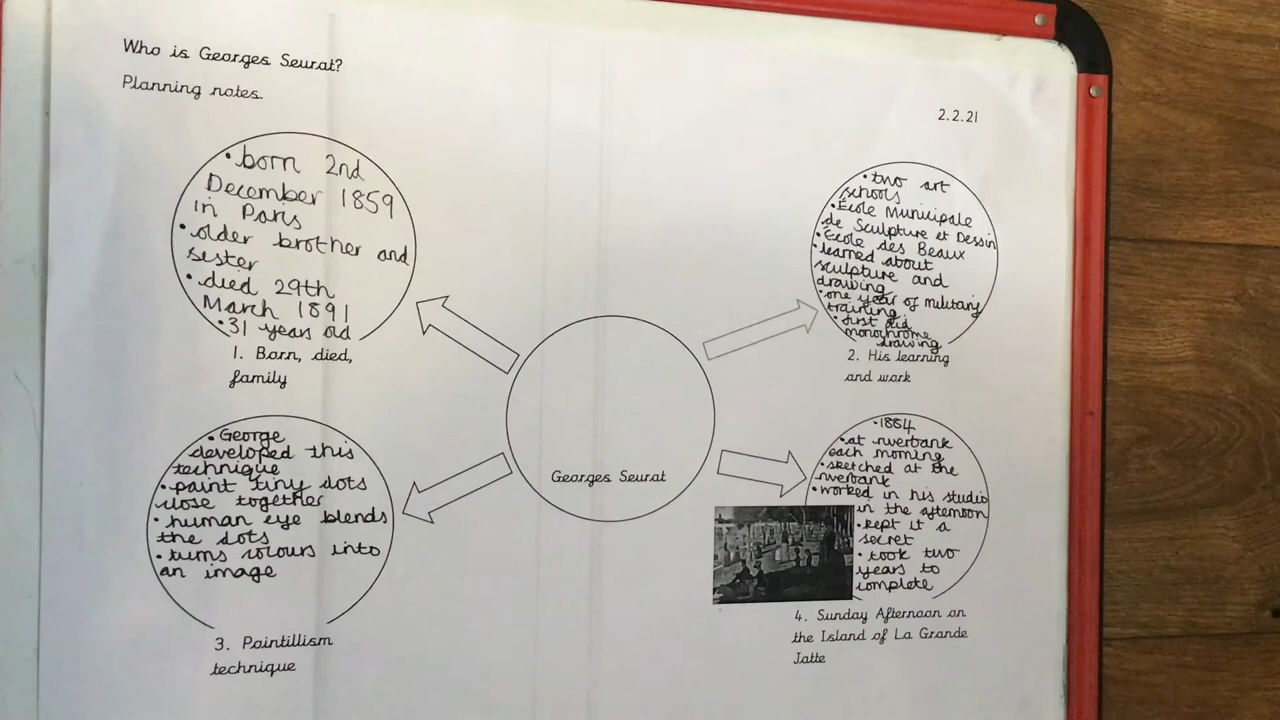 Who is Georges Seurat?
Planning notes.
2.2.21
• born 2nd
December 1859
in Paris
• older brother and
sister
• died 29th
March 1891
• 31 years old
1. Born, died,
family
• two art
schools
• École Municipale
de Sculpture et Dessin
• École des Beaux
• learned about
sculpture and
drawing
• one year of military
training
• first did
monochrome
drawing
2. His learning
and work
• George
developed this
technique
• paint tiny dots
close together
• human eye blends
the dots
• turns colours into
an image
3. Pointillism
technique
Georges Seurat
• 1884
• at riverbank
each morning
• sketched at the
riverbank
• worked in his studio
in the afternoon
• kept it a
secret
• took two
years to
complete
4. Sunday Afternoon on
the Island of La Grande
Jatte